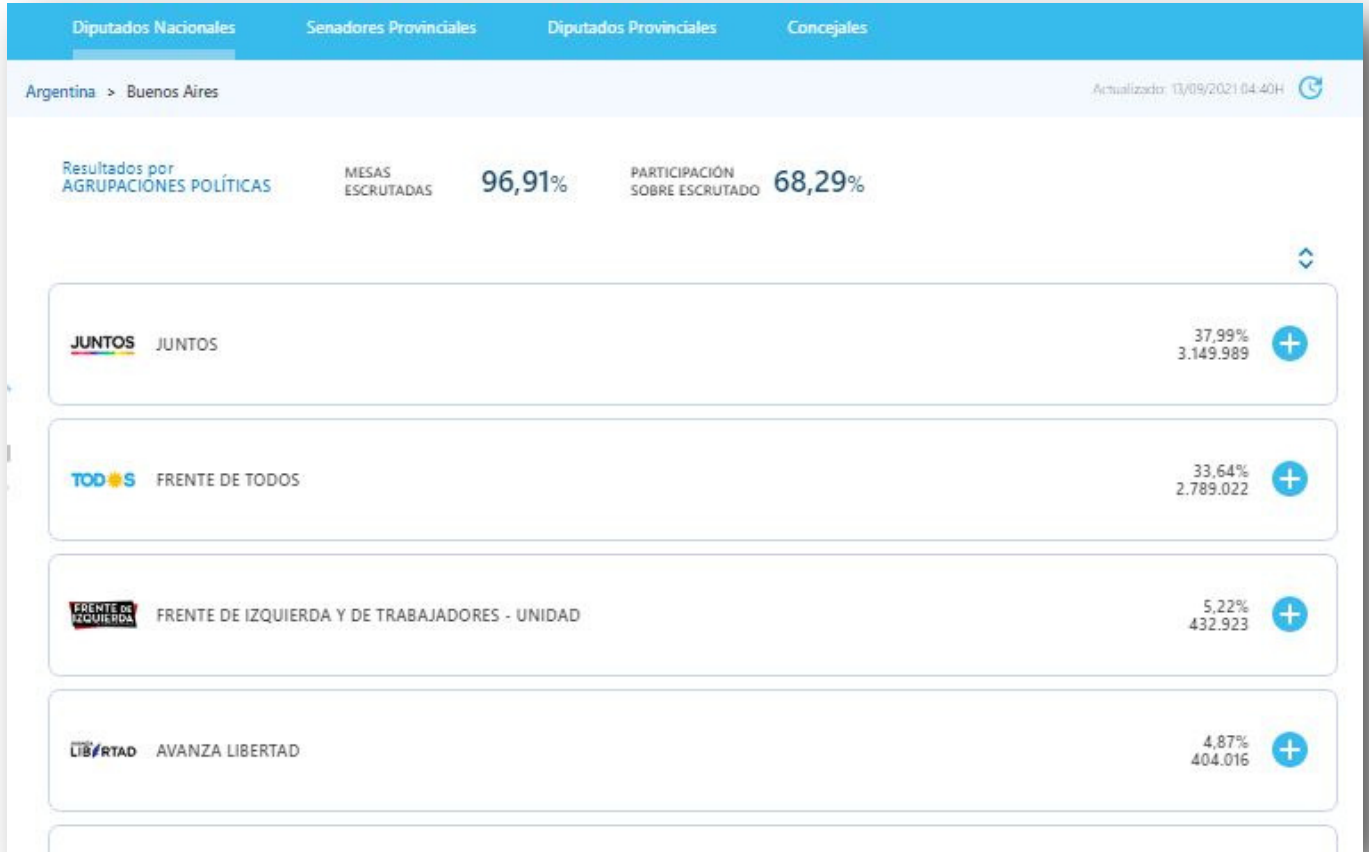 Diputados Nacionales Senadores Provinciales Diputados Provinciales Concejales
Argentina > Buenos Aires Actualizado: 13/09/2021 04:40H
Resultados por
AGRUPACIONES POLÍTICAS
MESAS
ESCRUTADAS
96,91%
PARTICIPACIÓN
SOBRE ESCRUTADO
68,29%
JUNTOS JUNTOS
37,99%
3.149.989
TODOS FRENTE DE TODOS
33,64%
2.789.022
FRENTE DE
IZQUIERDA
FRENTE DE IZQUIERDA Y DE TRABAJADORES - UNIDAD
5,22%
432.923
LIBERTAD AVANZA LIBERTAD
4,87%
404.016